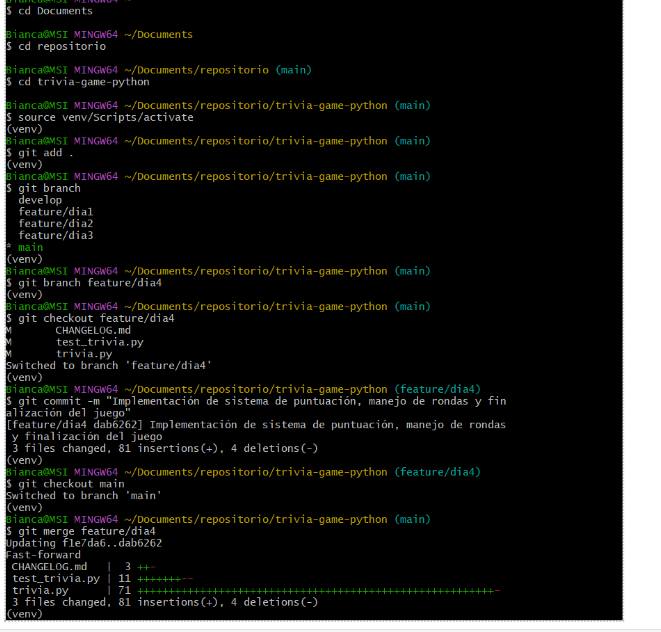 Bianca@MSI MINGW64 ~
$ cd Documents
Bianca@MSI MINGW64 ~/Documents
$ cd repositorio
Bianca@MSI MINGW64 ~/Documents/repositorio (main)
$ cd trivia-game-python
Bianca@MSI MINGW64 ~/Documents/repositorio/trivia-game-python (main)
$ source venv/Scripts/activate
(venv)
Bianca@MSI MINGW64 ~/Documents/repositorio/trivia-game-python (main)
$ git add .
(venv)
Bianca@MSI MINGW64 ~/Documents/repositorio/trivia-game-python (main)
$ git branch
develop
feature/dia1
feature/dia2
feature/dia3
* main
(venv)
Bianca@MSI MINGW64 ~/Documents/repositorio/trivia-game-python (main)
$ git branch feature/dia4
(venv)
Bianca@MSI MINGW64 ~/Documents/repositorio/trivia-game-python (main)
$ git checkout feature/dia4
M CHANGELOG.md
M test_trivia.py
M trivia.py
Switched to branch 'feature/dia4'
(venv)
Bianca@MSI MINGW64 ~/Documents/repositorio/trivia-game-python (feature/dia4)
$ git commit -m "Implementación de sistema de puntuación, manejo de rondas y fin
alización del juego"
[feature/dia4 dab6262] Implementación de sistema de puntuación, manejo de rondas
y finalización del juego
3 files changed, 81 insertions(+), 4 deletions(-)
(venv)
Bianca@MSI MINGW64 ~/Documents/repositorio/trivia-game-python (feature/dia4)
$ git checkout main
Switched to branch 'main'
(venv)
Bianca@MSI MINGW64 ~/Documents/repositorio/trivia-game-python (main)
$ git merge feature/dia4
Updating f1e7da6..dab6262
Fast-forward
CHANGELOG.md | 3 ++-
test_trivia.py | 11 +++++++--
trivia.py | 71 +++++++++++++++++++++++++++++++++++++++++++++++++++++++++-
3 files changed, 81 insertions(+), 4 deletions(-)
(venv)